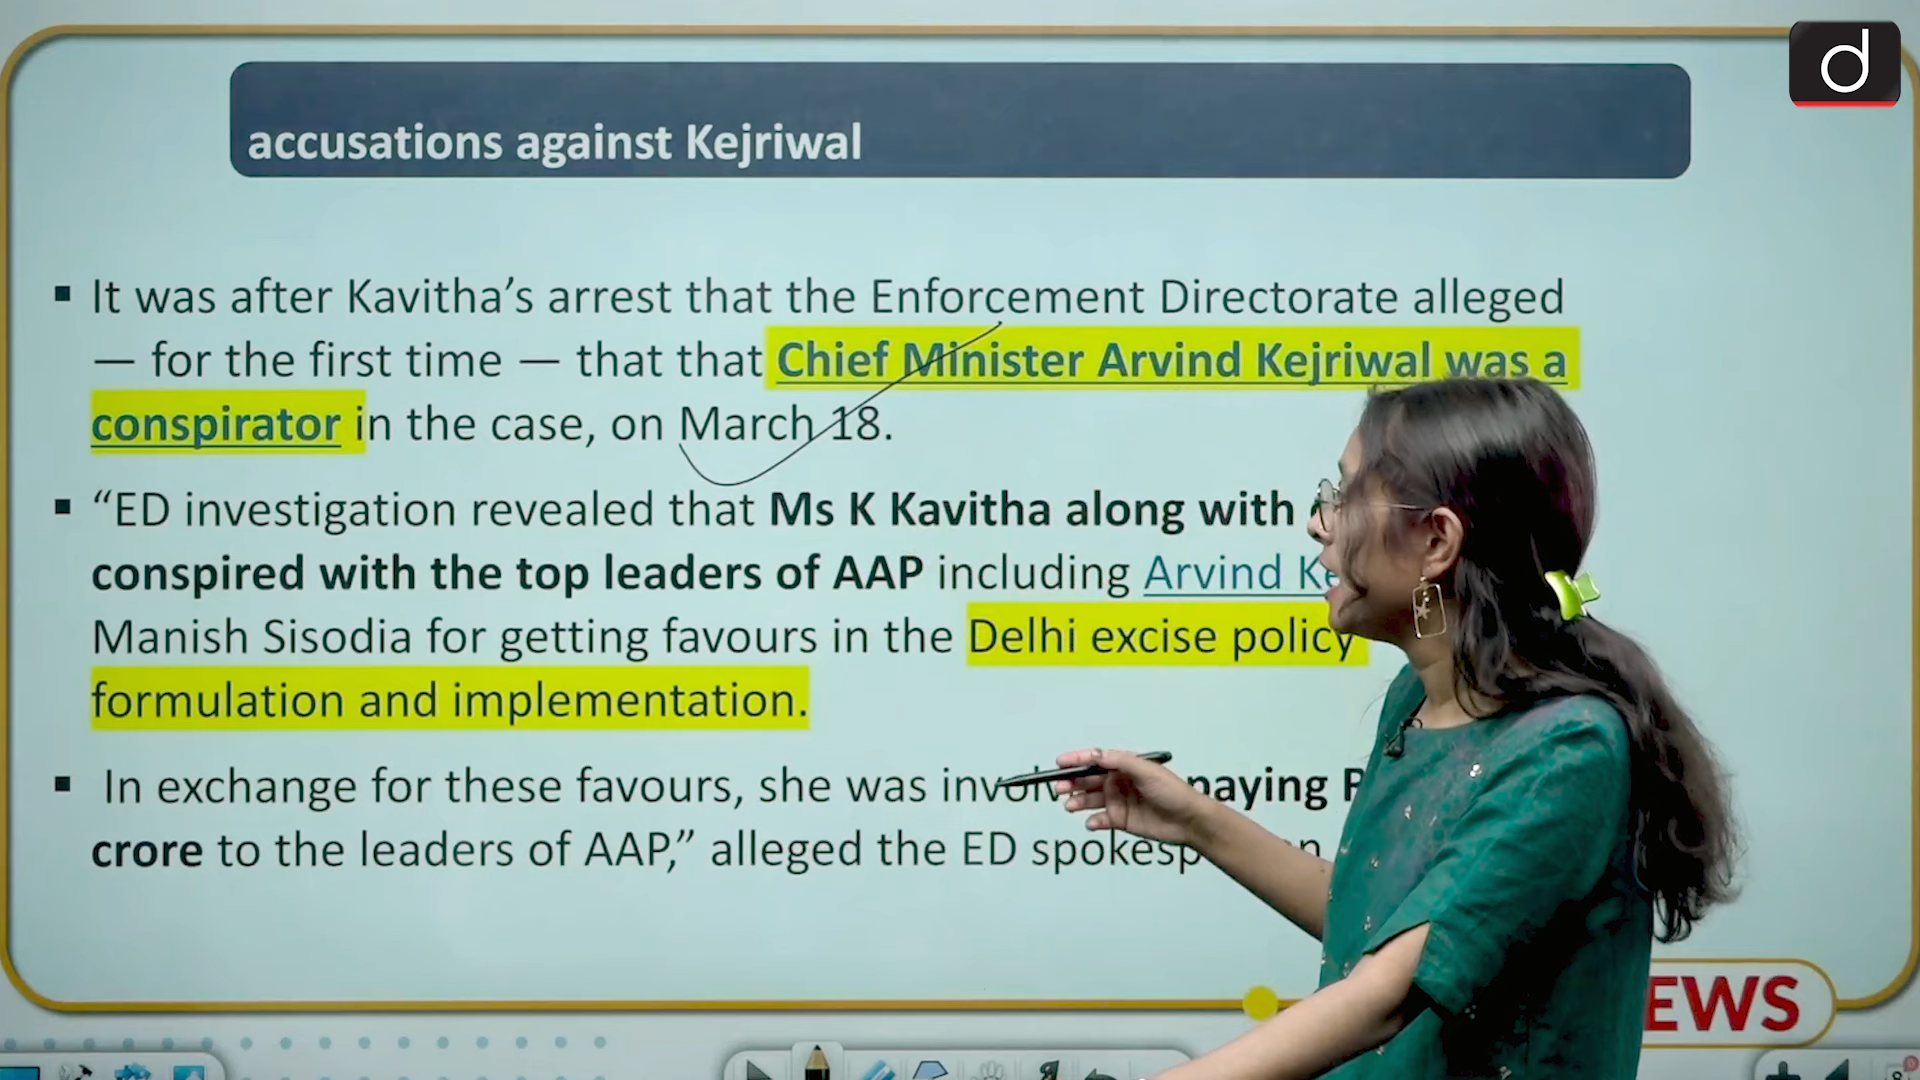 d
accusations against Kejriwal
▪ It was after Kavitha’s arrest that the Enforcement Directorate alleged
— for the first time — that that Chief Minister Arvind Kejriwal was a
conspirator in the case, on March 18.
▪ “ED investigation revealed that Ms K Kavitha along with
conspired with the top leaders of AAP including Arvind
Manish Sisodia for getting favours in the Delhi excise policy
formulation and implementation.
▪ In exchange for these favours, she was paying
crore to the leaders of AAP,” alleged the ED
EWS